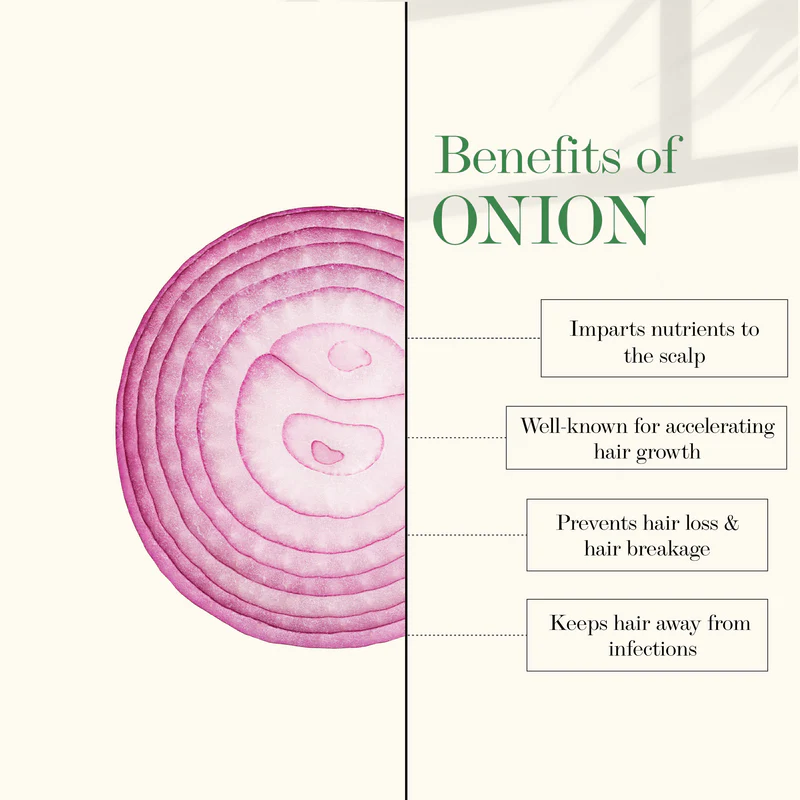 Benefits of
ONION
Imparts nutrients to
the scalp
Well-known for accelerating
hair growth
Prevents hair loss &
hair breakage
Keeps hair away from
infections